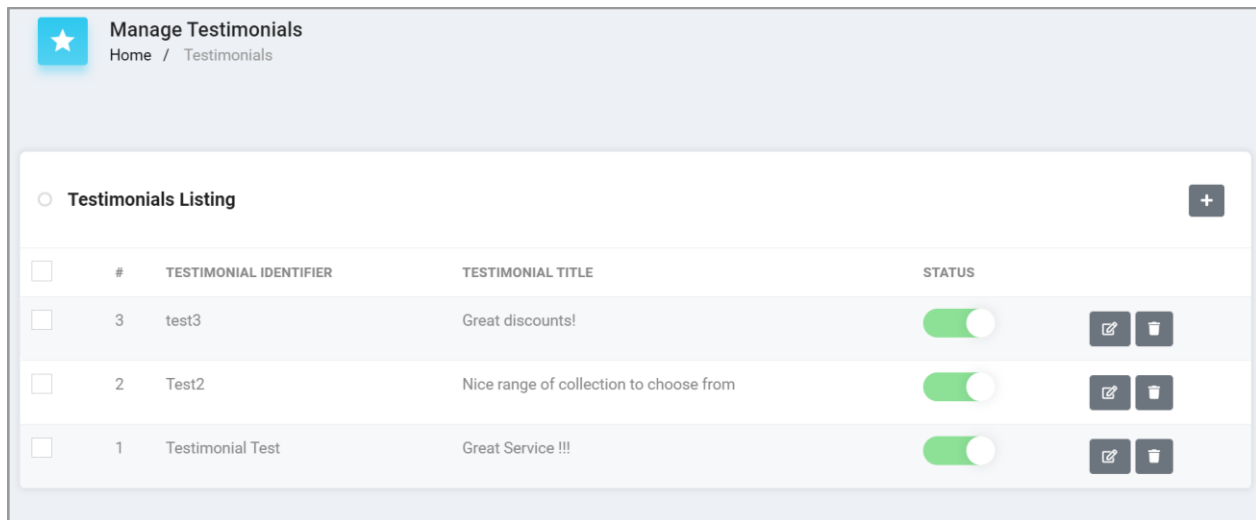 Manage Testimonials
Home / Testimonials
Testimonials Listing
# TESTIMONIAL IDENTIFIER TESTIMONIAL TITLE STATUS
3 test3 Great discounts!
2 Test2 Nice range of collection to choose from
1 Testimonial Test Great Service !!!